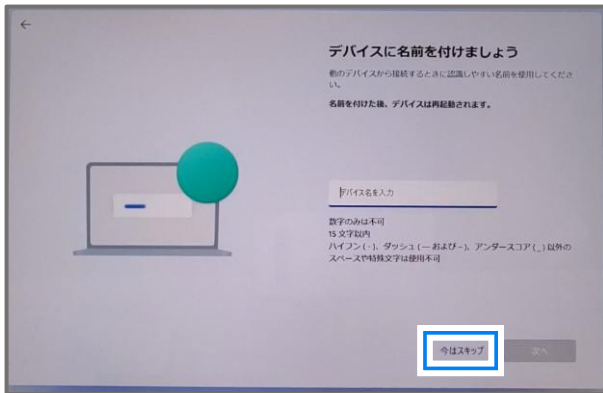 デバイスに名前を付けましょう
他のデバイスから接続するときに認識しやすい名前を使用してくださ
い。
名前を付けた後、デバイスは再起動されます。
デバイス名を入力
数字のみは不可
15 文字以内
ハイフン (-)、ダッシュ (— および –)、アンダースコア (_) 以外の
スペースや特殊文字は使用不可
今はスキップ
次へ